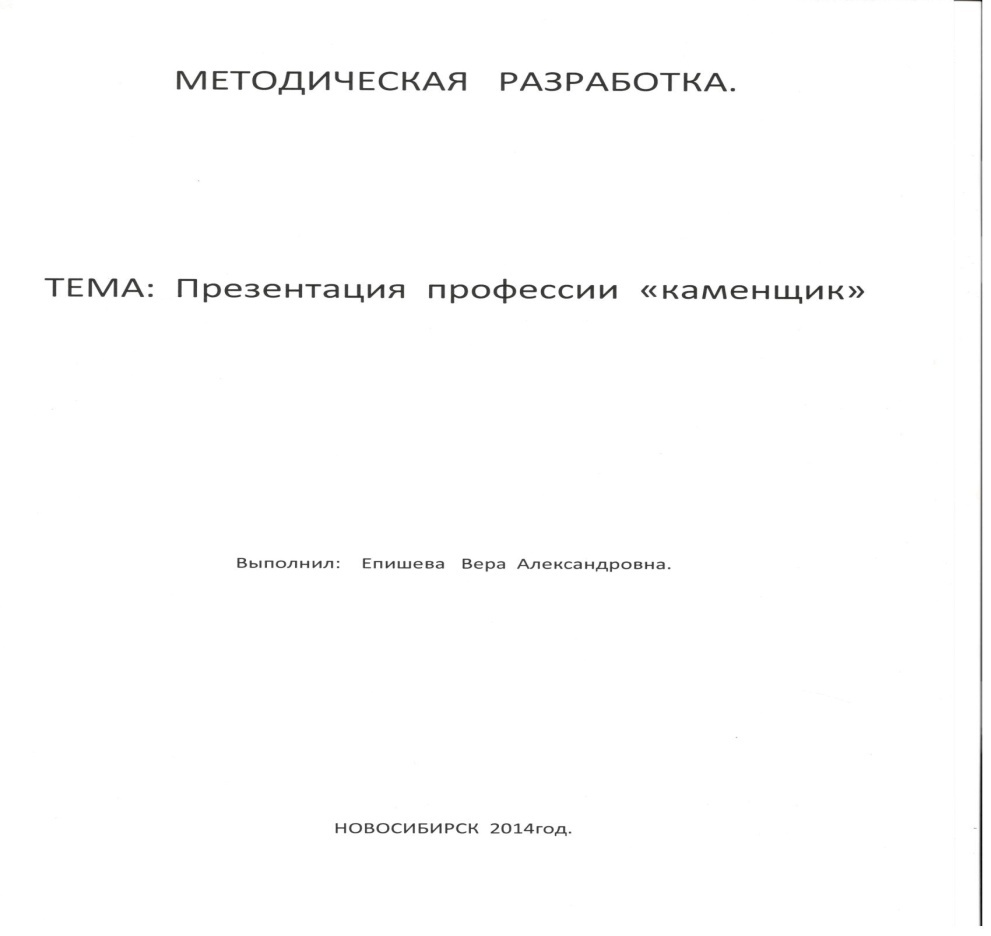 МЕТОДИЧЕСКАЯ РАЗРАБОТКА.
ТЕМА: Презентация профессии «каменщик»
Выполнил: Епишева Вера Александровна.
НОВОСИБИРСК 2014год.